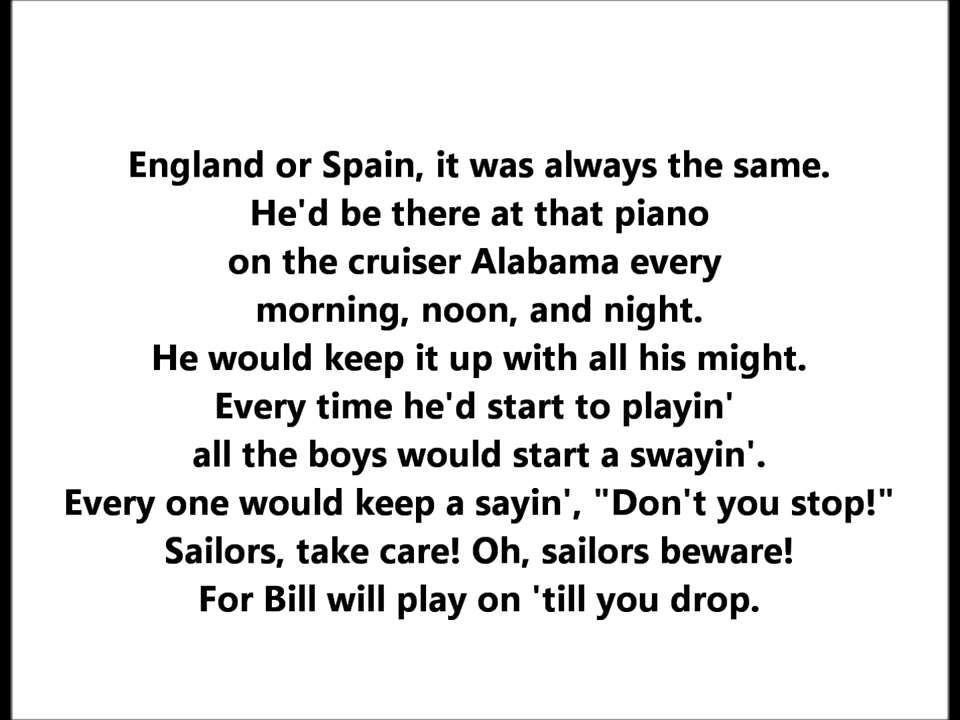 England or Spain, it was always the same.
He'd be there at that piano
on the cruiser Alabama every
morning, noon, and night.
He would keep it up with all his might.
Every time he'd start to playin'
all the boys would start a swayin'.
Every one would keep a sayin', "Don't you stop!"
Sailors, take care! Oh, sailors beware!
For Bill will play on 'till you drop.